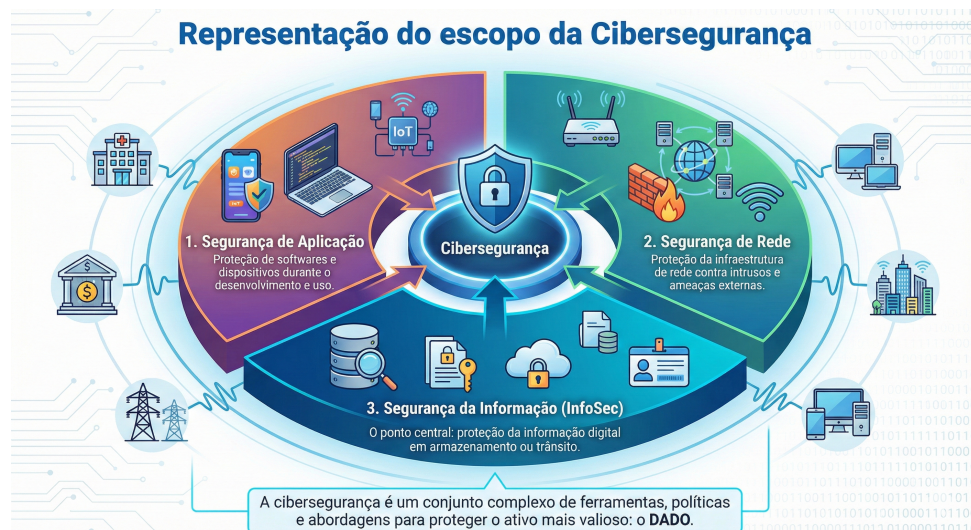 Representação do escopo da Cibersegurança
IoT
IoT
1. Segurança de Aplicação
Proteção de softwares e
dispositivos durante o
desenvolvimento e uso.
Cibersegurança
2. Segurança de Rede
Proteção da infraestrutura
de rede contra intrusos e
ameaças externas.
3. Segurança da Informação (InfoSec)
O ponto central: proteção da informação digital
em armazenamento ou trânsito.
A cibersegurança é um conjunto complexo de ferramentas, políticas
e abordagens para proteger o ativo mais valioso: o DADO.